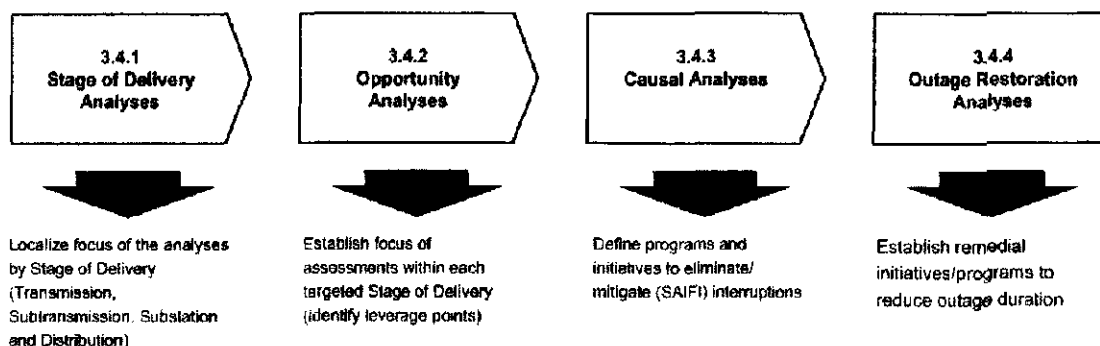 3.4.1
Stage of Delivery
Analyses
3.4.2
Opportunity
Analyses
3.4.3
Causal Analyses
3.4.4
Outage Restoration
Analyses
Localize focus of the analyses
by Stage of Delivery
(Transmission,
Subtransmission, Substation
and Distribution)
Establish focus of
assessments within each
targeted Stage of Delivery
(identify leverage points)
Define programs and
initiatives to eliminate/
mitigate (SAIFI) interruptions
Establish remedial
initiatives/programs to
reduce outage duration